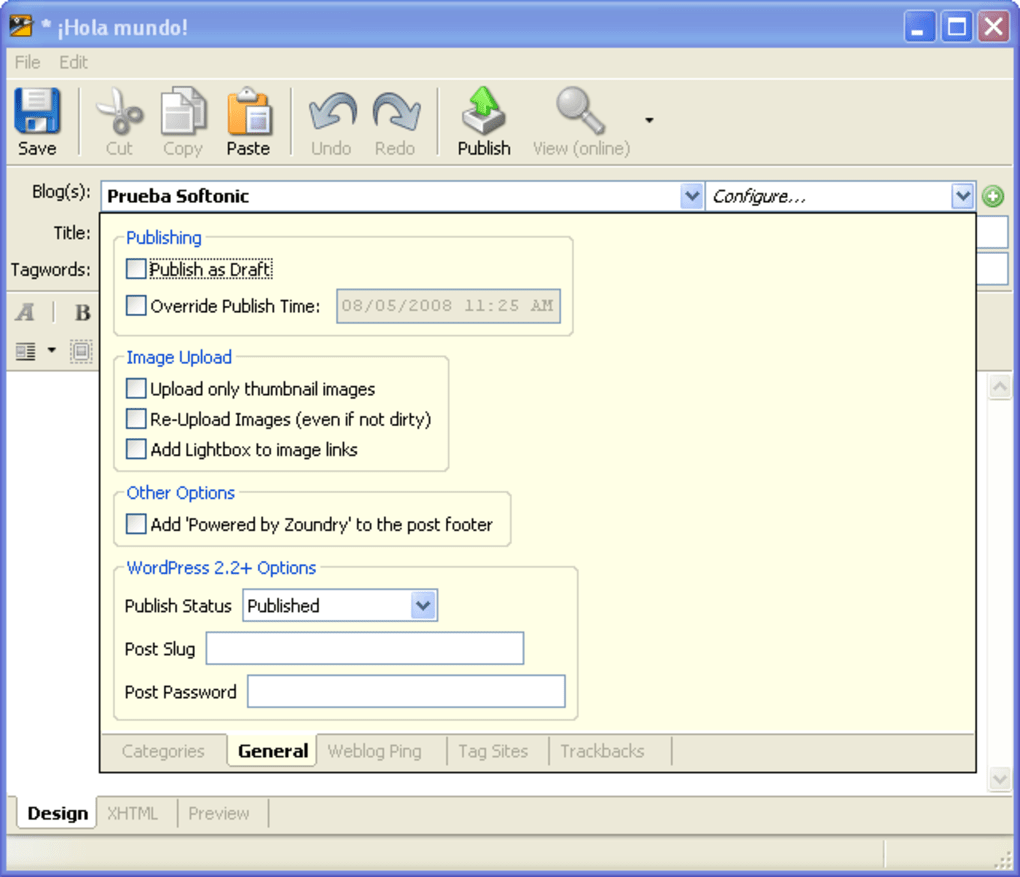 * ¡Hola mundo!
File Edit
Save Cut Copy Paste Undo Redo Publish View (online)
Blog(s): Prueba Softonic Configure...
Title:
Tagwords:
A B
Publishing
Publish as Draft
Override Publish Time: 08/05/2008 11:25 AM
Image Upload
Upload only thumbnail images
Re-Upload Images (even if not dirty)
Add Lightbox to image links
Other Options
Add 'Powered by Zoundry' to the post footer
WordPress 2.2+ Options
Publish Status Published
Post Slug
Post Password
Categories General Weblog Ping Tag Sites Trackbacks
Design XHTML Preview